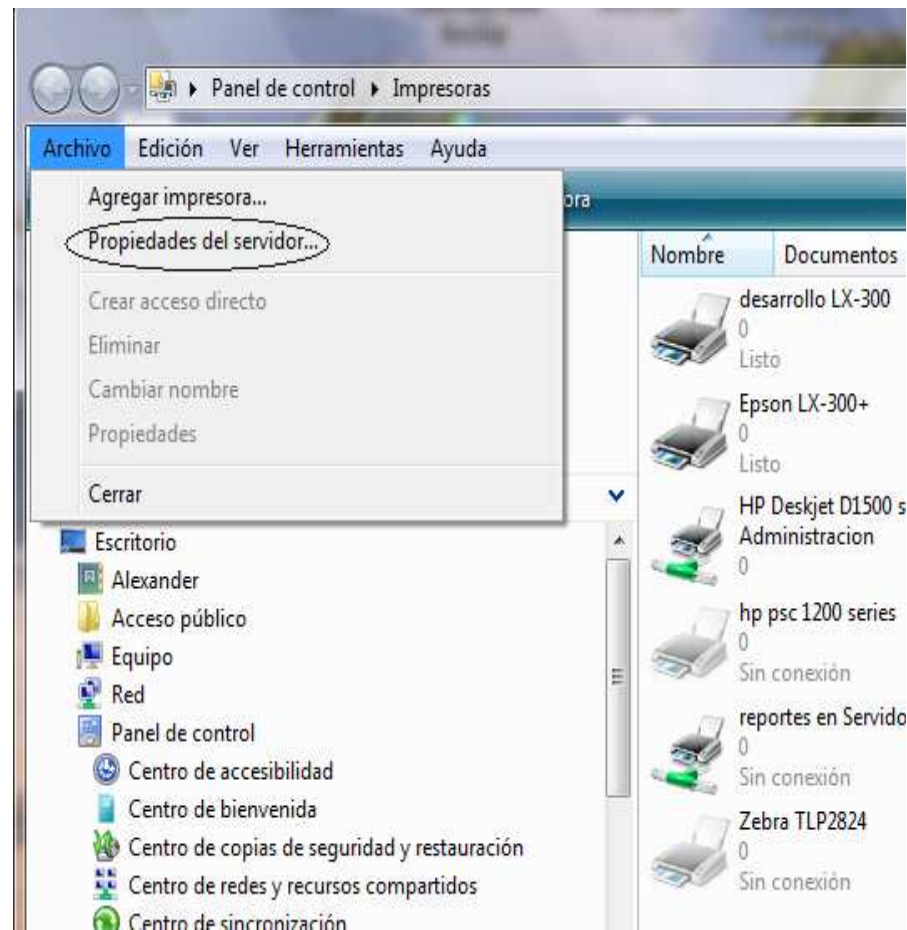 Panel de control Impresoras
Archivo Edición Ver Herramientas Ayuda
Agregar impresora...
Propiedades del servidor...
Crear acceso directo
Eliminar
Cambiar nombre
Propiedades
Cerrar
ora
Escritorio
Alexander
Acceso público
Equipo
Red
Panel de control
Centro de accesibilidad
Centro de bienvenida
Centro de copias de seguridad y restauración
Centro de redes y recursos compartidos
Centro de sincronización
Nombre Documentos
desarrollo LX-300
0
Listo
Epson LX-300+
0
Listo
HP Deskjet D1500 s
Administracion
0
hp psc 1200 series
0
Sin conexión
reportes en Servido
0
Sin conexión
Zebra TLP2824
0
Sin conexión